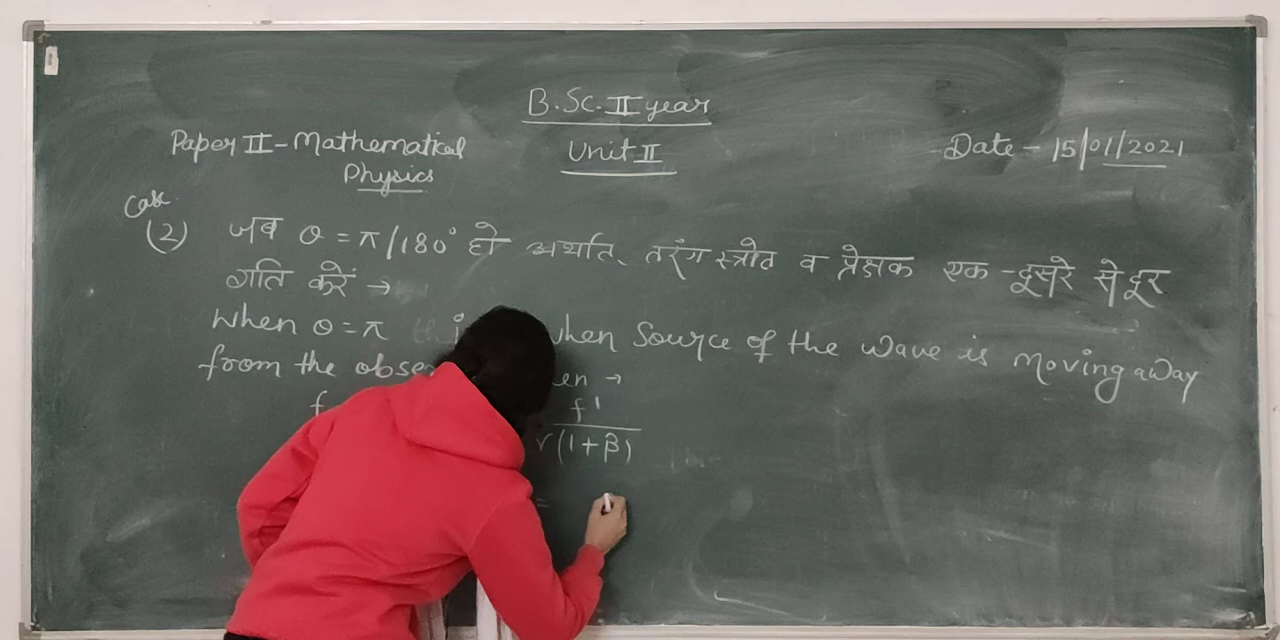 B.Sc. II year
Paper II - Mathematical
Physics
Unit II
Date - 15/01/2021
Case
(2) जब θ = π/180° हो अर्थात्, तरंग स्त्रोत व प्रेक्षक एक-दूसरे से दूर
गति करें →
When θ = π when Source of the wave is moving away
from the →
f'
γ(1+β)
=